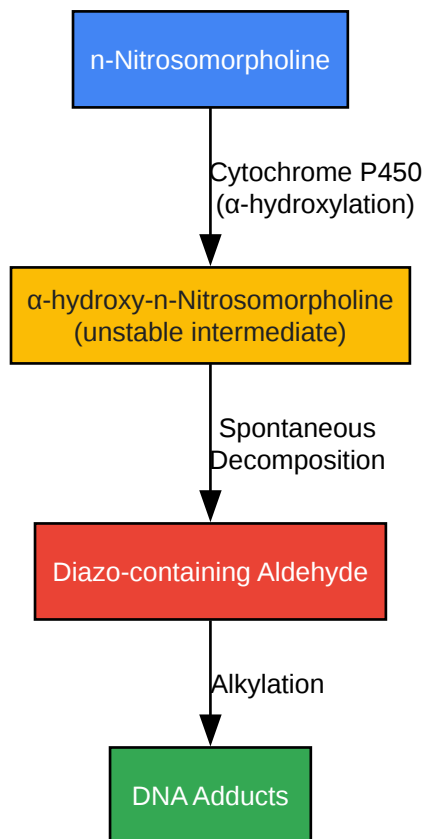 n-Nitrosomorpholine
Cytochrome P450
(α-hydroxylation)
α-hydroxy-n-Nitrosomorpholine
(unstable intermediate)
Spontaneous
Decomposition
Diazo-containing Aldehyde
Alkylation
DNA Adducts